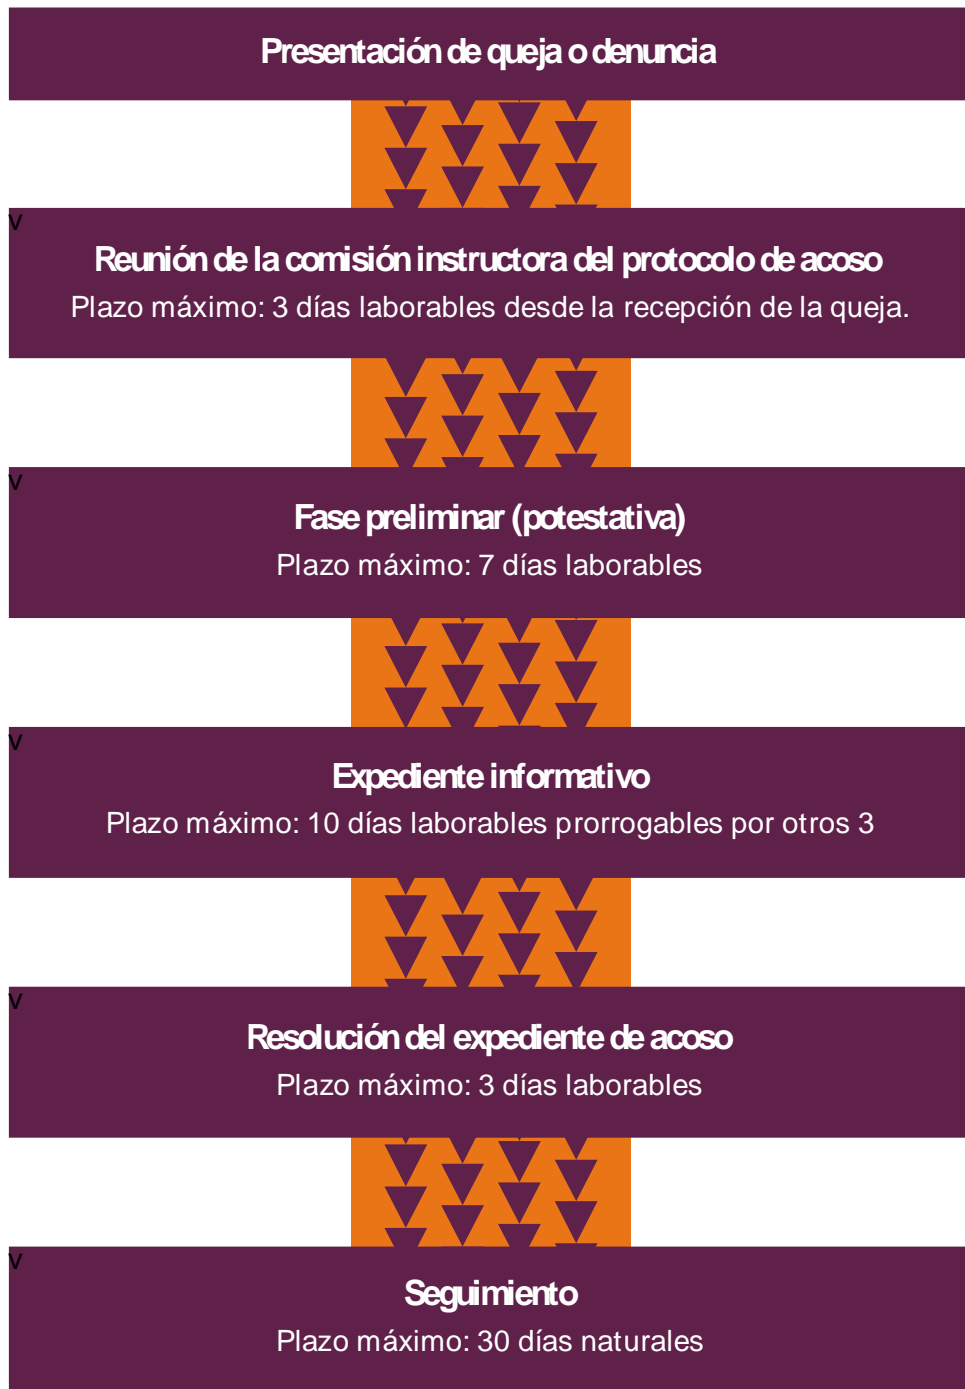 Presentación de queja o denuncia
v
Reunión de la comisión instructora del protocolo de acoso
Plazo máximo: 3 días laborables desde la recepción de la queja.
v
Fase preliminar (potestativa)
Plazo máximo: 7 días laborables
v
Expediente informativo
Plazo máximo: 10 días laborables prorrogables por otros 3
v
Resolución del expediente de acoso
Plazo máximo: 3 días laborables
v
Seguimiento
Plazo máximo: 30 días naturales